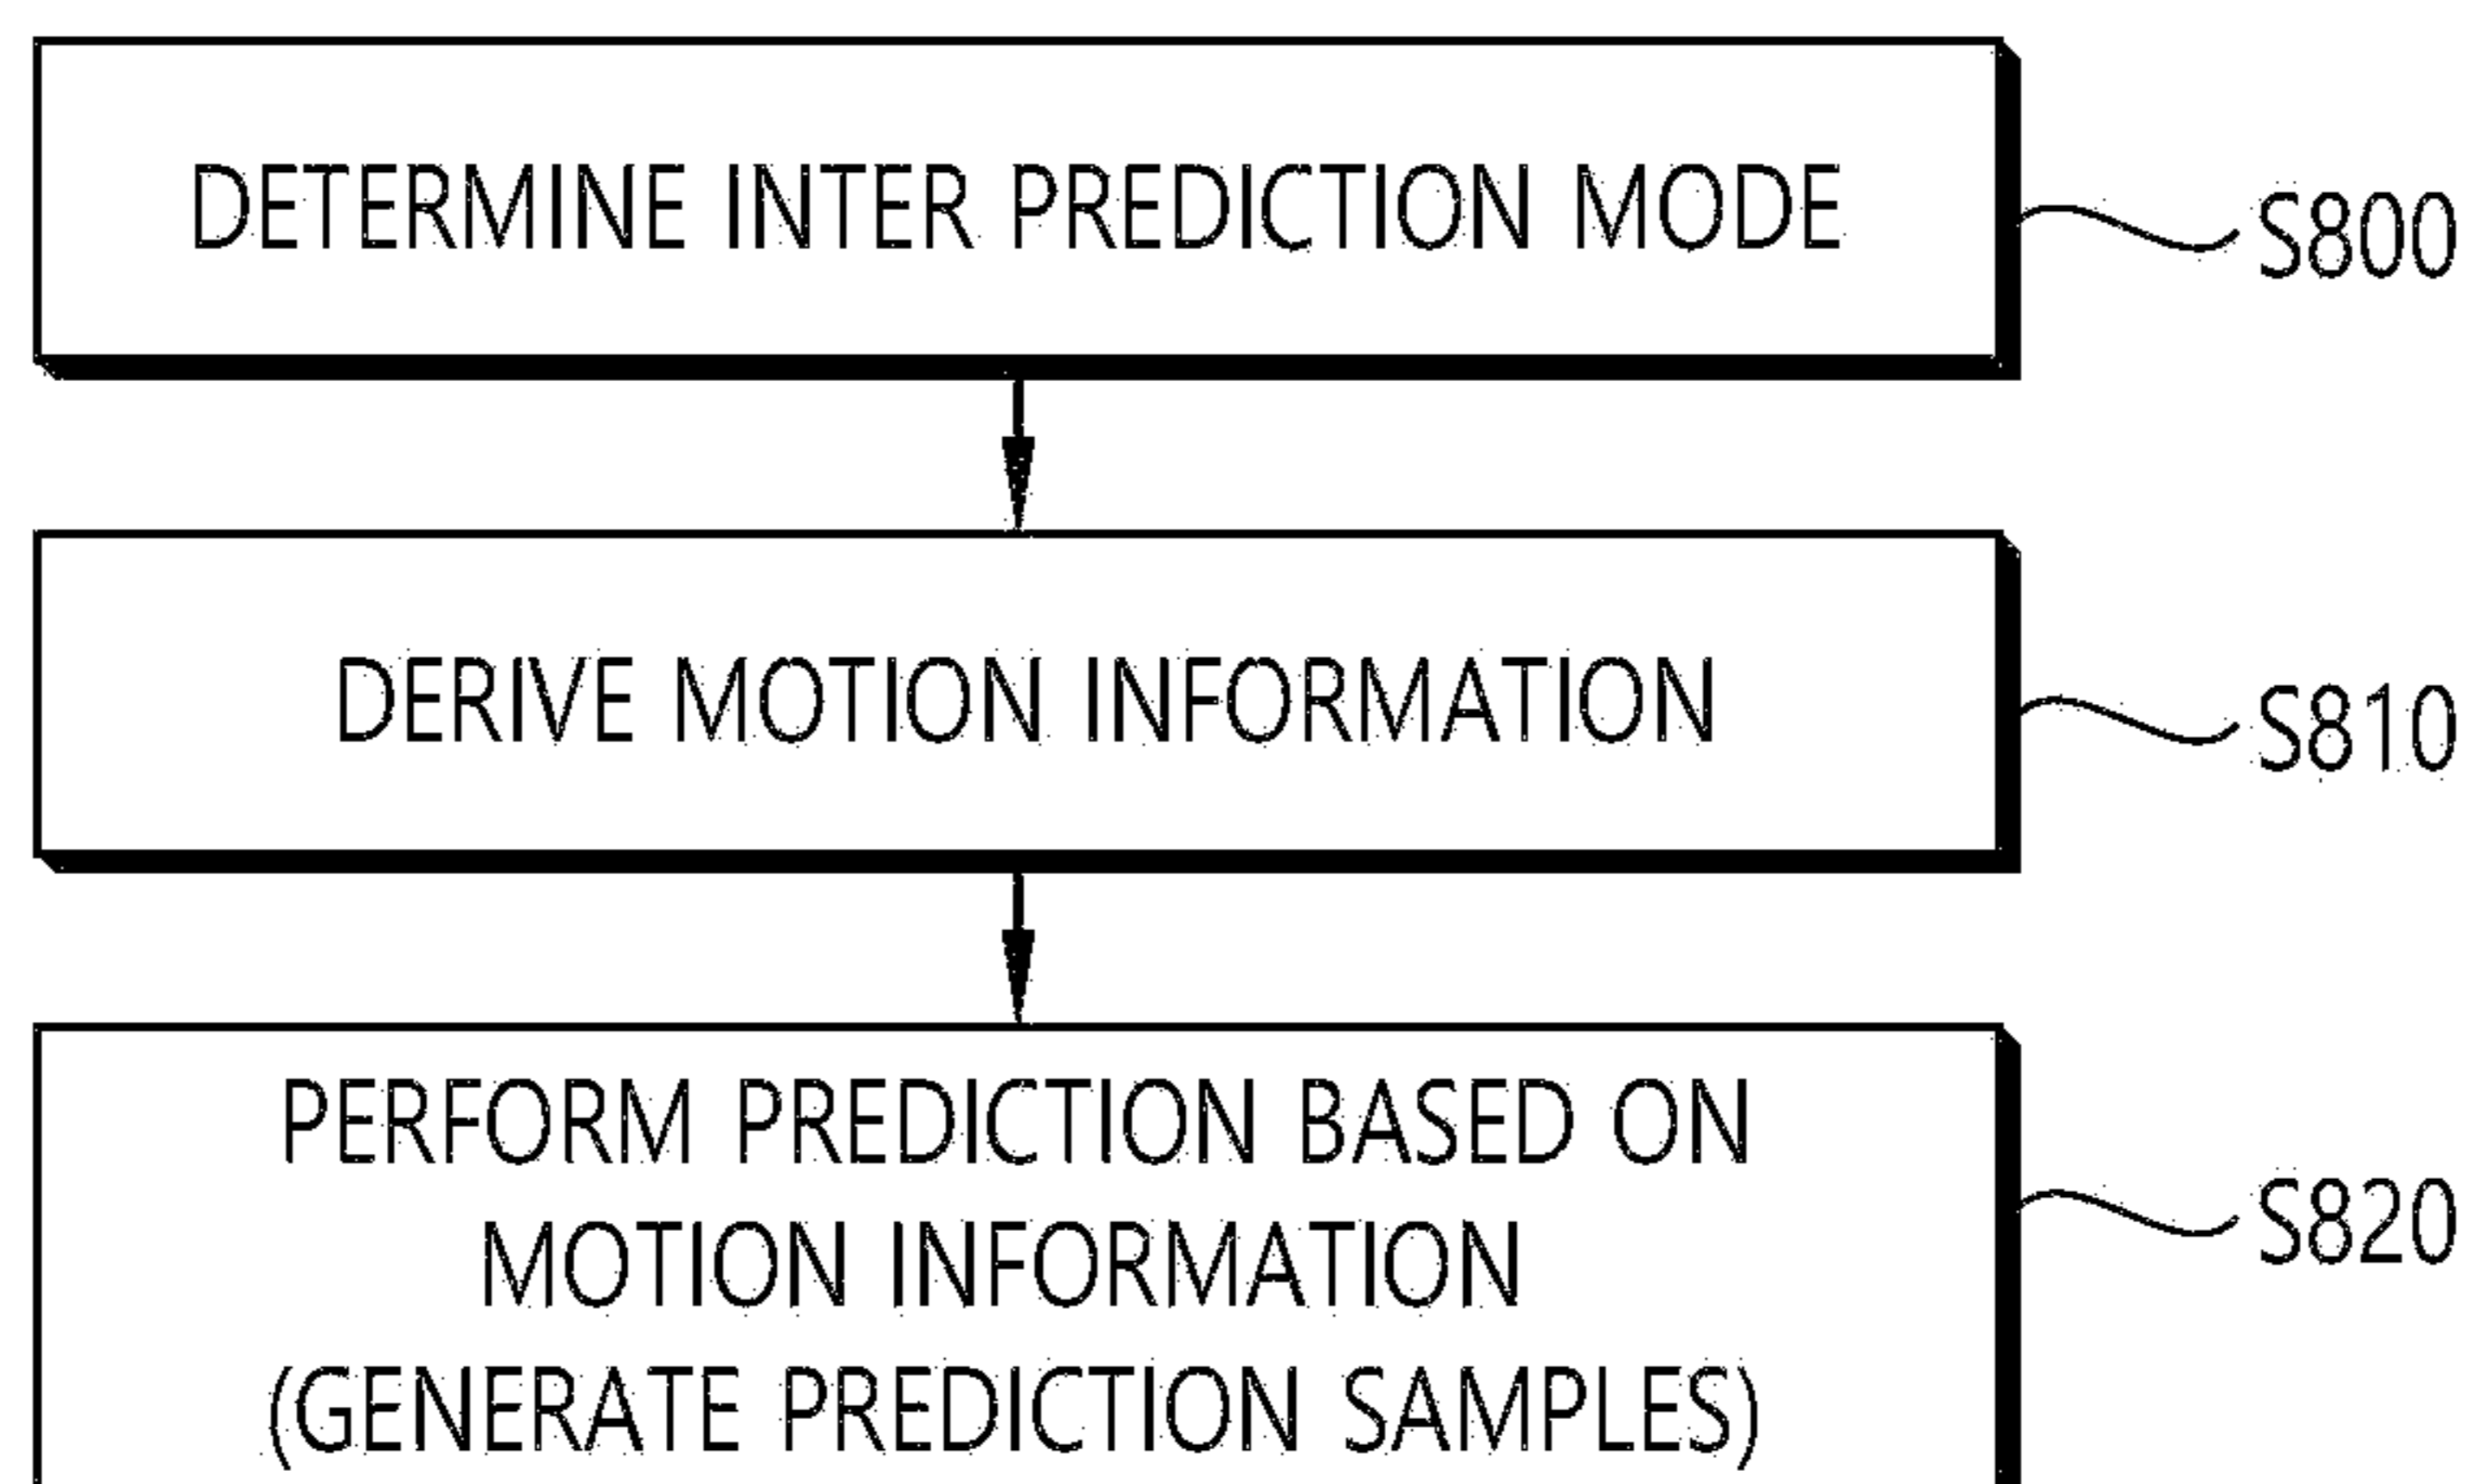 DETERMINE INTER PREDICTION MODE
S800
DERIVE MOTION INFORMATION
S810
PERFORM PREDICTION BASED ON
MOTION INFORMATION
(GENERATE PREDICTION SAMPLES)
S820